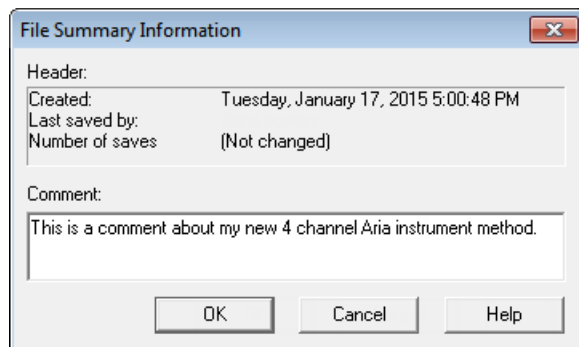 File Summary Information
Header:
Created: Tuesday, January 17, 2015 5:00:48 PM
Last saved by:
Number of saves (Not changed)
Comment:
This is a comment about my new 4 channel Aria instrument method.
OK Cancel Help